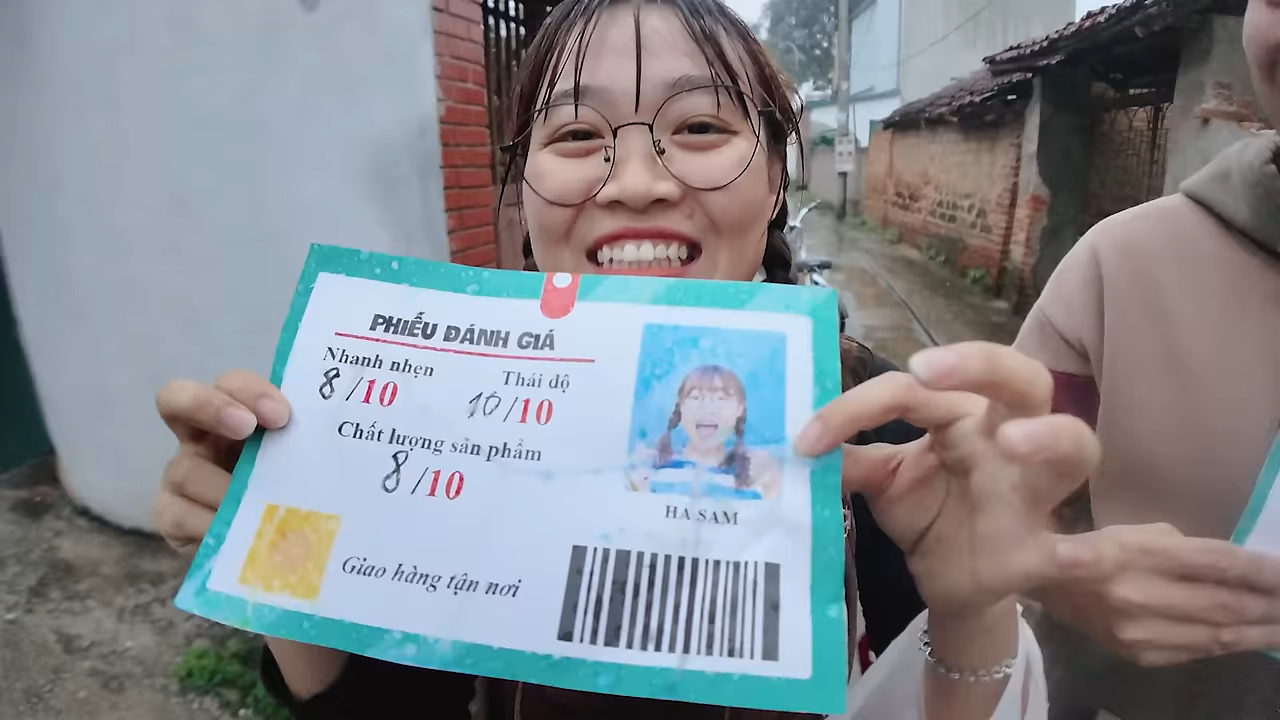 PHIẾU ĐÁNH GIÁ
Nhanh nhẹn
8/10
Thái độ
10/10
Chất lượng sản phẩm
8/10
HA SAM
Giao hàng tận nơi